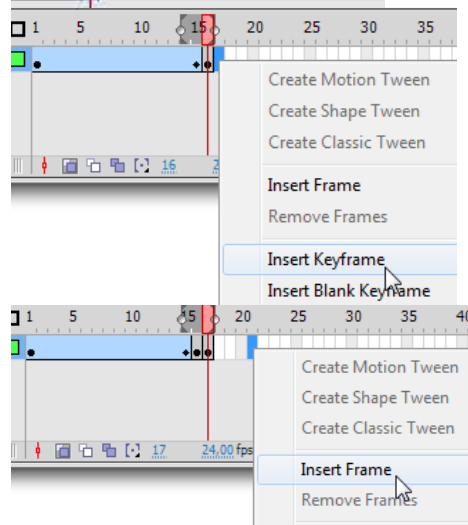 1 5 10 15 20 25 30 35
Create Motion Tween
Create Shape Tween
Create Classic Tween
16
Insert Frame
Remove Frames
Insert Keyframe
Insert Blank Keyframe
1 5 10 15 20 25 30 35 40
Create Motion Tween
Create Shape Tween
Create Classic Tween
17 24.00 fps
Insert Frame
Remove Frames